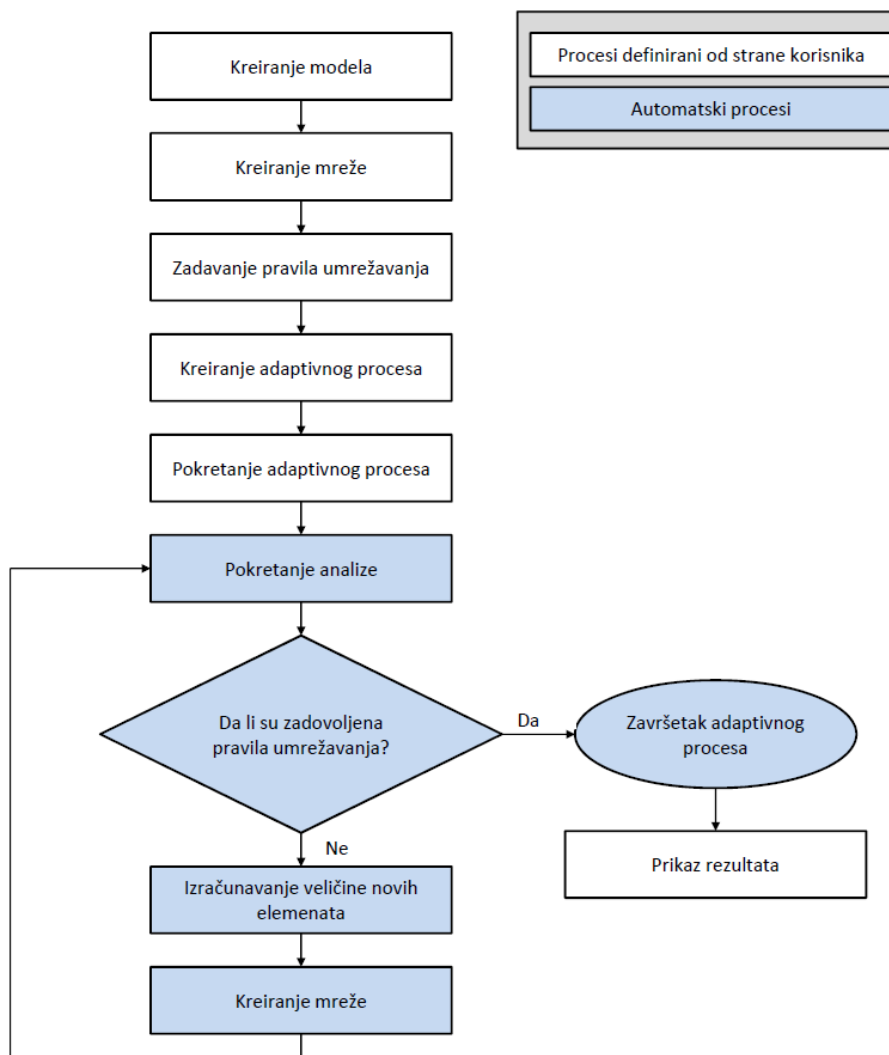 Kreiranje modela
Procesi definirani od strane korisnika
Automatski procesi
Kreiranje mreže
Zadavanje pravila umrežavanja
Kreiranje adaptivnog procesa
Pokretanje adaptivnog procesa
Pokretanje analize
Da li su zadovoljena
pravila umrežavanja?
Da
Završetak adaptivnog
procesa
Ne
Prikaz rezultata
Izračunavanje veličine novih
elemenata
Kreiranje mreže